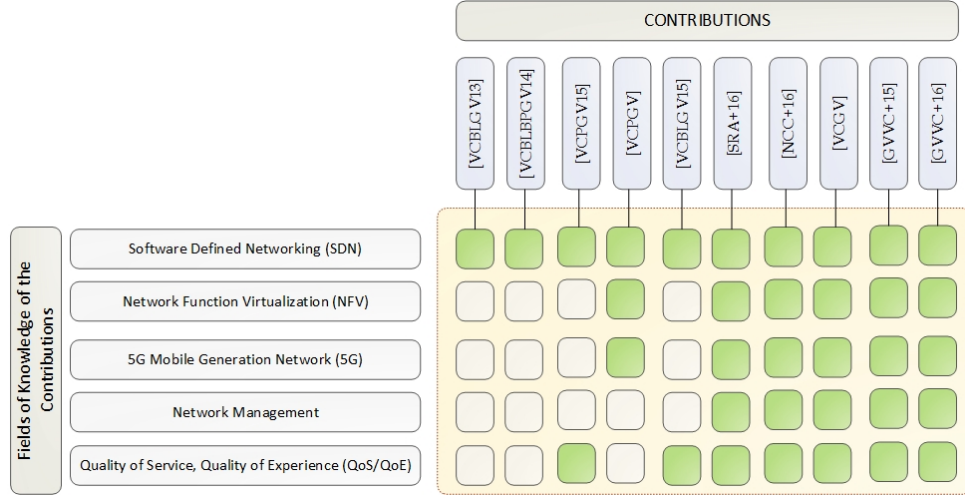 CONTRIBUTIONS
[VCBLGV13]
[VCBLBPGV14]
[VCPGV15]
[VCPGV]
[VCBLGV15]
[SRA+16]
[NCC+16]
[VCGV]
[GVVC+15]
[GVVC+16]
Fields of Knowledge of the
Contributions
Software Defined Networking (SDN)
Network Function Virtualization (NFV)
5G Mobile Generation Network (5G)
Network Management
Quality of Service, Quality of Experience (QoS/QoE)